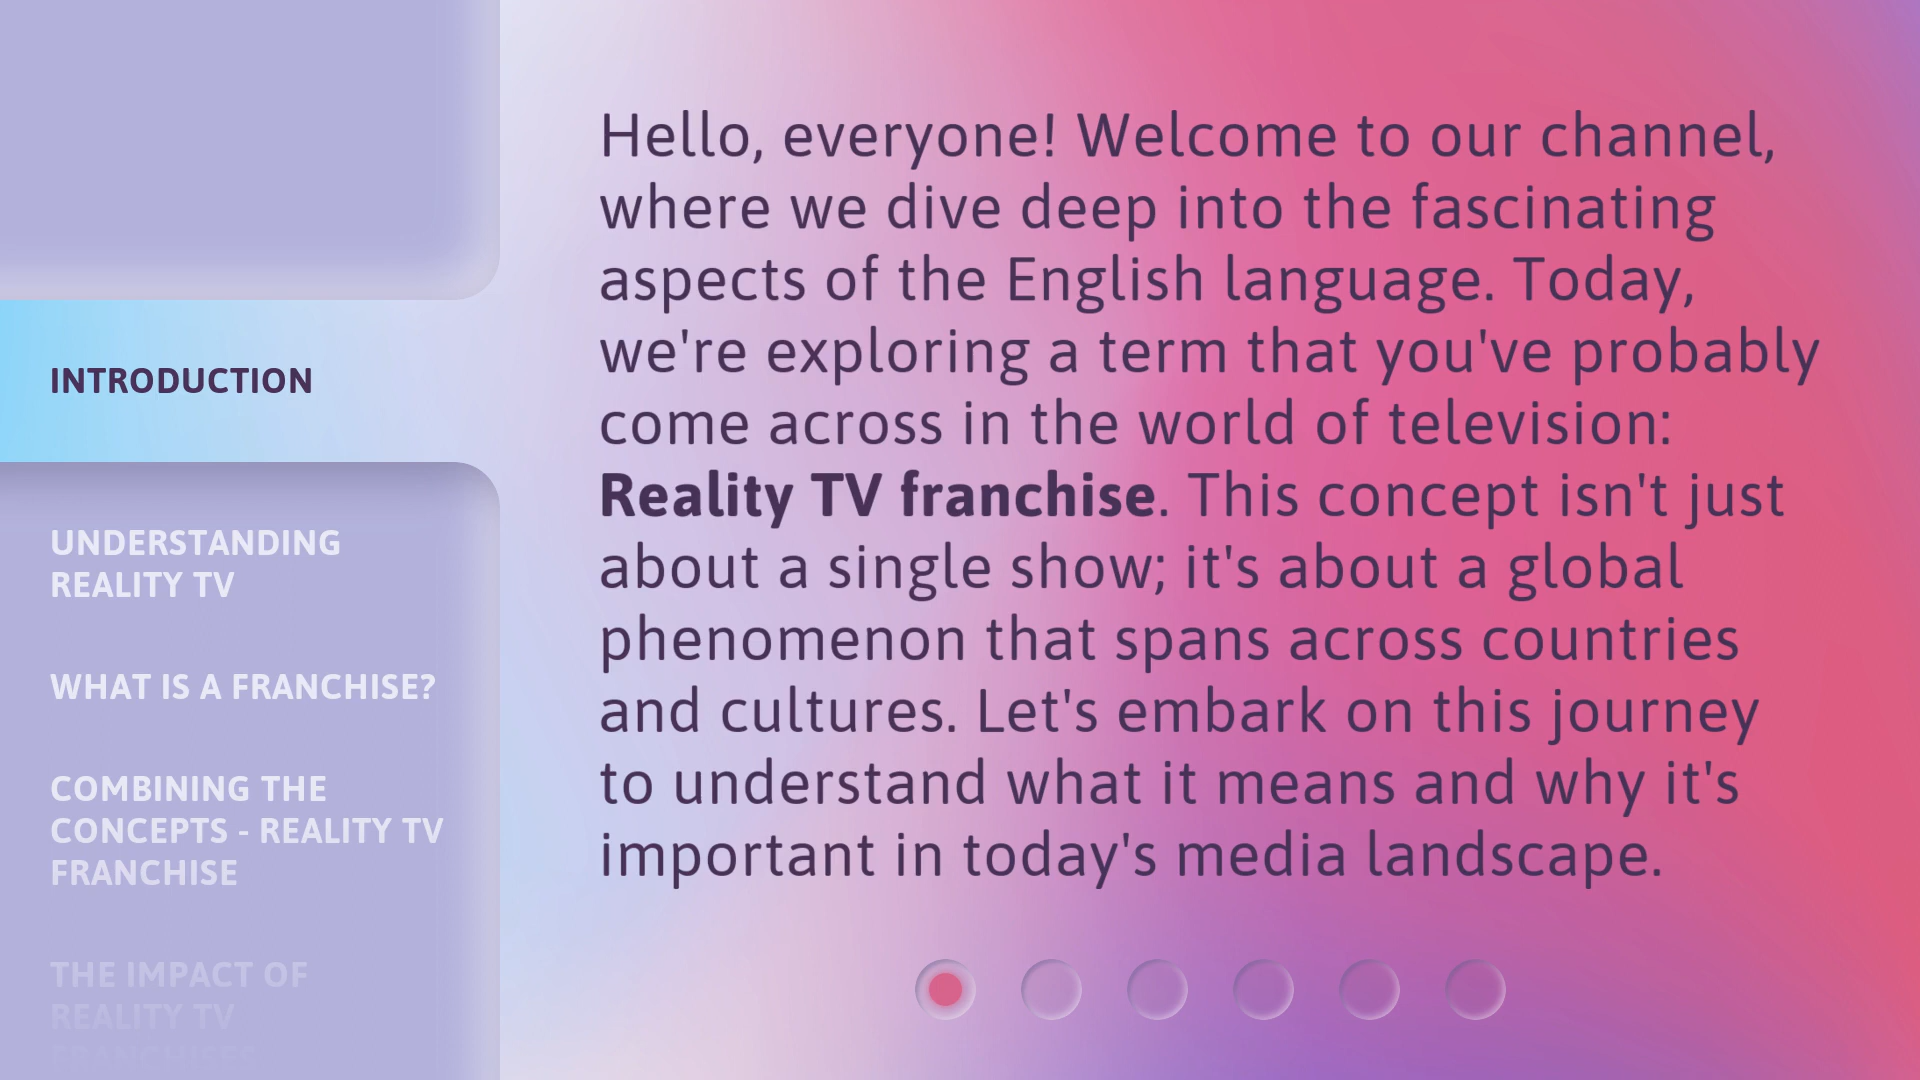 INTRODUCTION
UNDERSTANDING
REALITY TV
WHAT IS A FRANCHISE?
COMBINING THE
CONCEPTS - REALITY TV
FRANCHISE
THE IMPACT OF
REALITY TV
FRANCHISES
Hello, everyone! Welcome to our channel,
where we dive deep into the fascinating
aspects of the English language. Today,
we're exploring a term that you've probably
come across in the world of television:
Reality TV franchise. This concept isn't just
about a single show; it's about a global
phenomenon that spans across countries
and cultures. Let's embark on this journey
to understand what it means and why it's
important in today's media landscape.